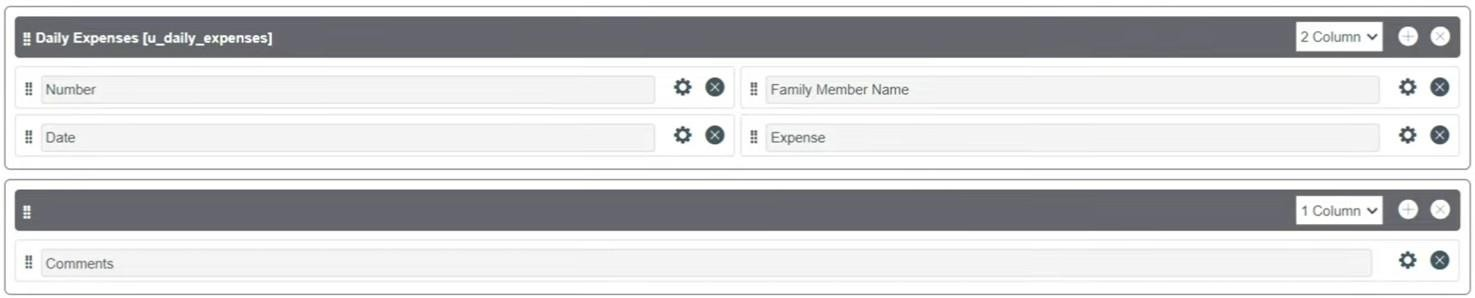 Daily Expenses [u_daily_expenses] 2 Column
Number Family Member Name
Date Expense
1 Column
Comments